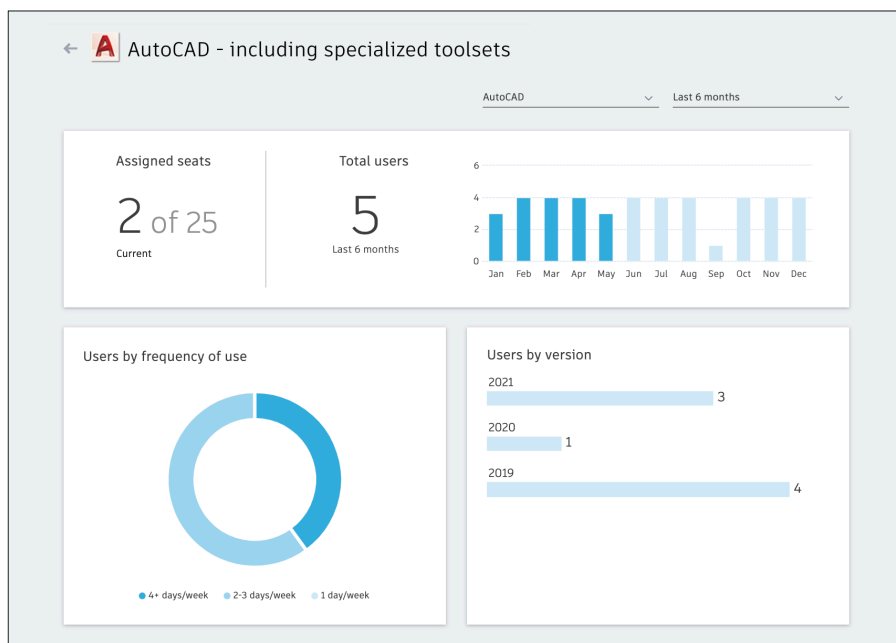 AutoCAD - including specialized toolsets
AutoCAD
Last 6 months
Assigned seats
2 of 25
Current
Total users
5
Last 6 months
6
4
2
0
Jan Feb Mar Apr May Jun Jul Aug Sep Oct Nov Dec
Users by frequency of use
4+ days/week 2-3 days/week 1 day/week
Users by version
2021
3
2020
1
2019
4